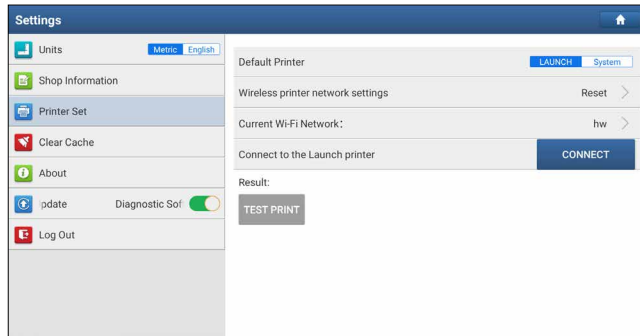 Settings
Units Metric English
Shop Information
Printer Set
Clear Cache
About
pdate Diagnostic Sof
Log Out
Default Printer LAUNCH System
Wireless printer network settings Reset
Current Wi-Fi Network: hw
Connect to the Launch printer CONNECT
Result:
TEST PRINT